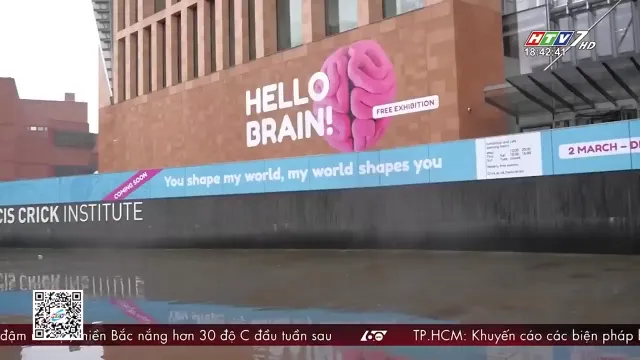 HTV7 HD
18:42:41
HELLO
BRAIN!
FREE EXHIBITION
COMING SOON
You shape my world, my world shapes you
2 MARCH – D
CIS CRICK INSTITUTE
đậm
iền Bắc nắng hơn 30 độ C đầu tuần sau
60
TP.HCM: Khuyến cáo các biện pháp